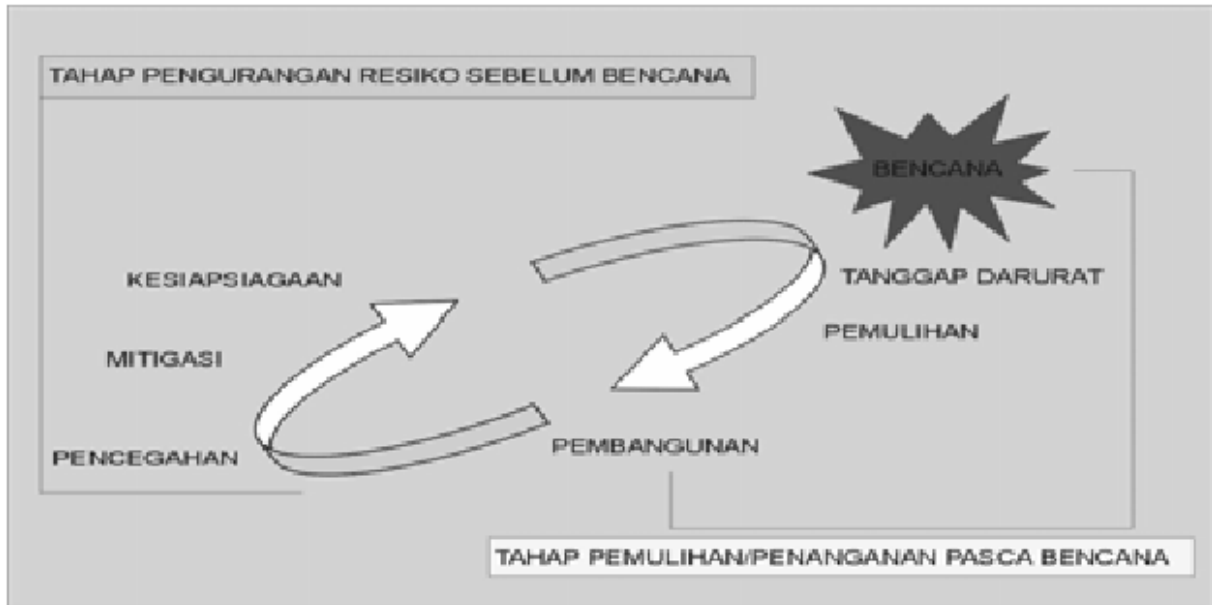 TAHAP PENGURANGAN RESIKO SEBELUM BENCANA
BENCANA
KESIAPSIAGAAN
TANGGAP DARURAT
PEMULIHAN
MITIGASI
PENCEGAHAN
PEMBANGUNAN
TAHAP PEMULIHAN/PENANGANAN PASCA BENCANA